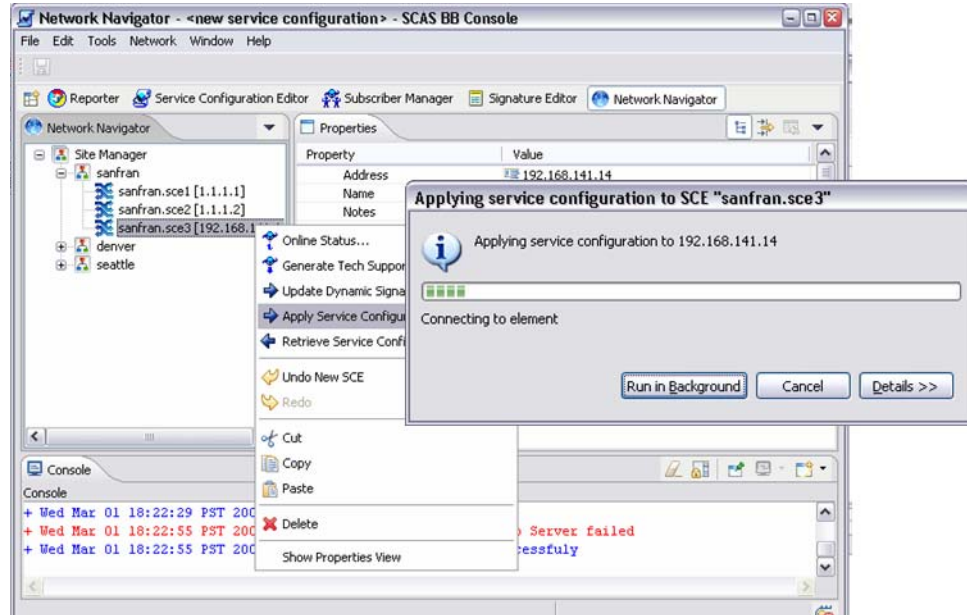 Network Navigator - <new service configuration> - SCAS BB Console
File Edit Tools Network Window Help
Reporter Service Configuration Editor Subscriber Manager Signature Editor Network Navigator
Network Navigator
Properties
Site Manager
sanfran
sanfran.sce1 [1.1.1.1]
sanfran.sce2 [1.1.1.2]
sanfran.sce3 [192.168.1
denver
seattle
Property Value
Address 192.168.141.14
Name
Notes
Online Status...
Generate Tech Suppor
Update Dynamic Signa
Apply Service Configu
Retrieve Service Confi
Undo New SCE
Redo
Cut
Copy
Paste
Delete
Show Properties View
Applying service configuration to SCE "sanfran.sce3"
Applying service configuration to 192.168.141.14
Connecting to element
Run in Background Cancel Details >>
Console
Console
+ Wed Mar 01 18:22:29 PST 200
+ Wed Mar 01 18:22:55 PST 200 Server failed
+ Wed Mar 01 18:22:55 PST 200 essfuly